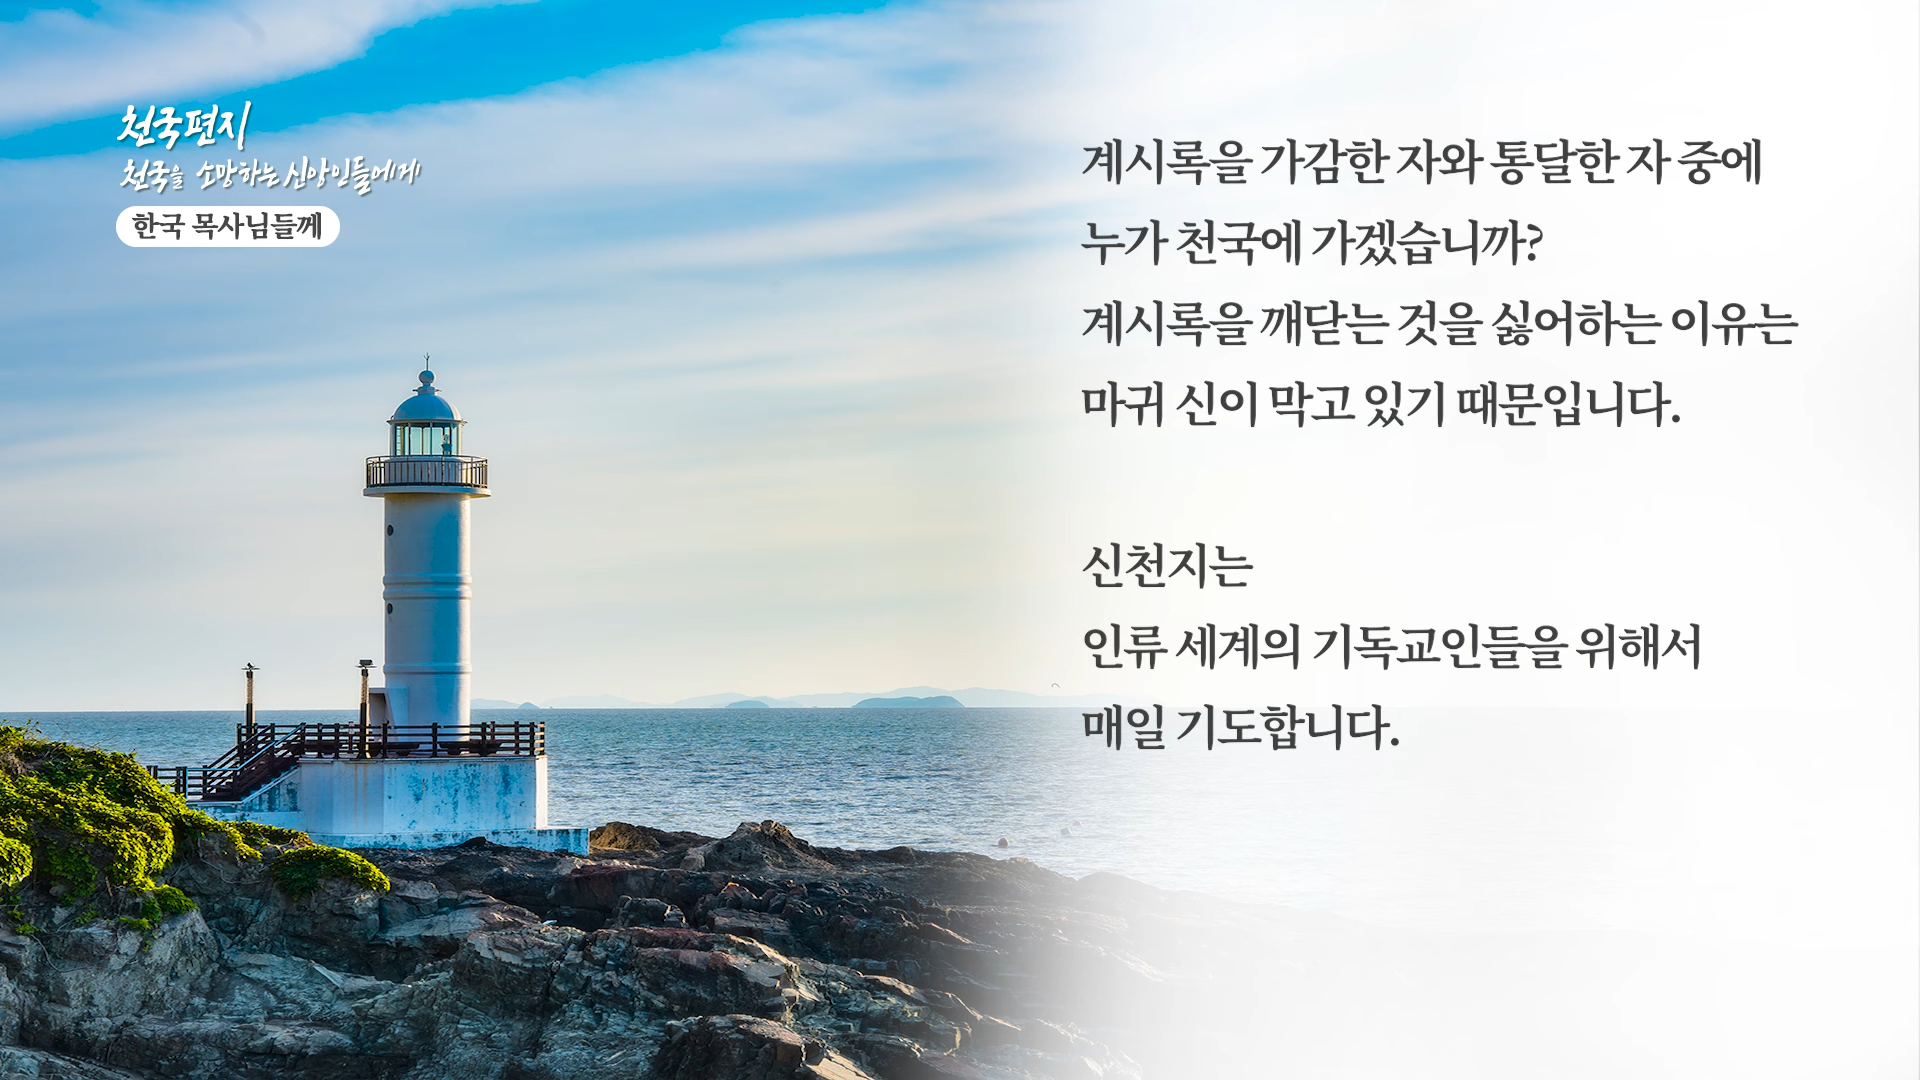 천국편지
천국을 소망하는 신앙인들에게
한국 목사님들께
계시록을 가감한 자와 통달한 자 중에
누가 천국에 가겠습니까?
계시록을 깨닫는 것을 싫어하는 이유는
마귀 신이 막고 있기 때문입니다.
신천지는
인류 세계의 기독교인들을 위해서
매일 기도합니다.